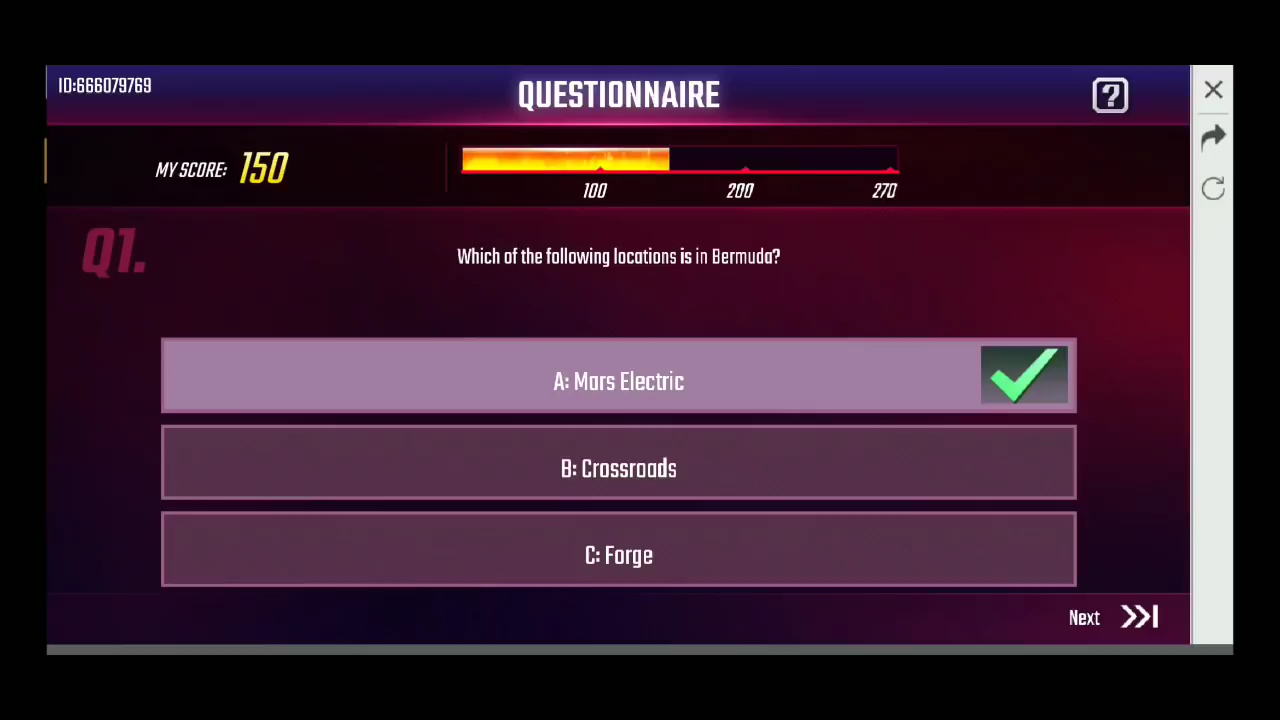 ID:666079769
QUESTIONNAIRE
?
MY SCORE: 150
100 200 270
Q1.
Which of the following locations is in Bermuda?
A: Mars Electric
B: Crossroads
C: Forge
Next